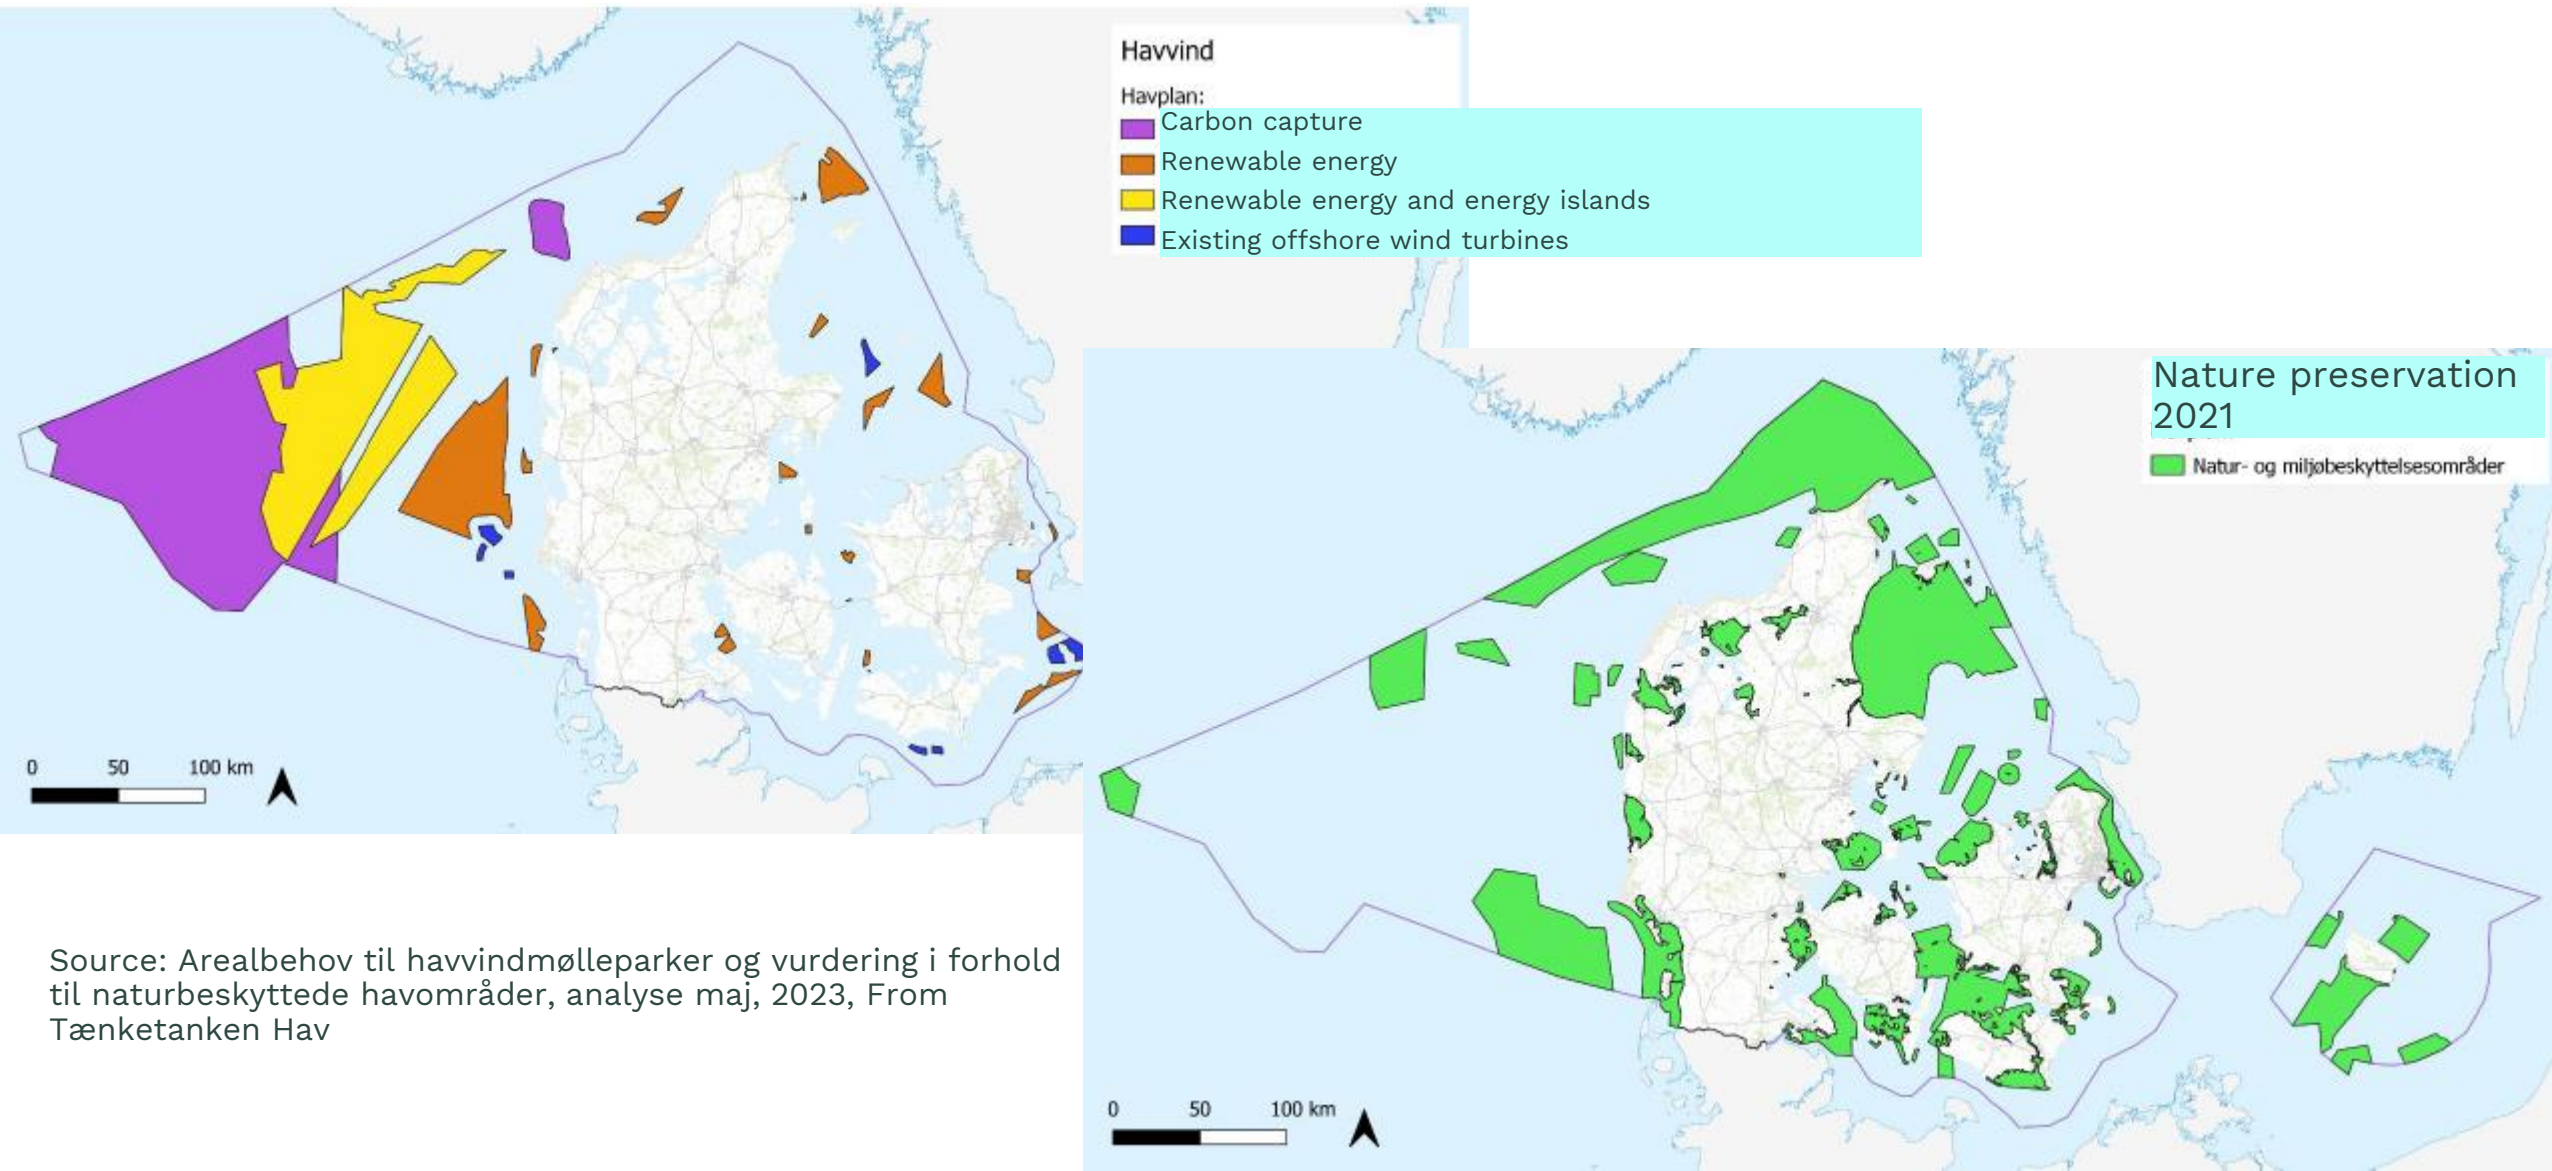 Havvind
Havplan:
Carbon capture
Renewable energy
Renewable energy and energy islands
Existing offshore wind turbines
0 50 100 km
Nature preservation
2021
Natur- og miljøbeskyttelsesområder
0 50 100 km
Source: Arealbehov til havvindmølleparker og vurdering i forhold
til naturbeskyttede havområder, analyse maj, 2023, From
Tænketanken Hav